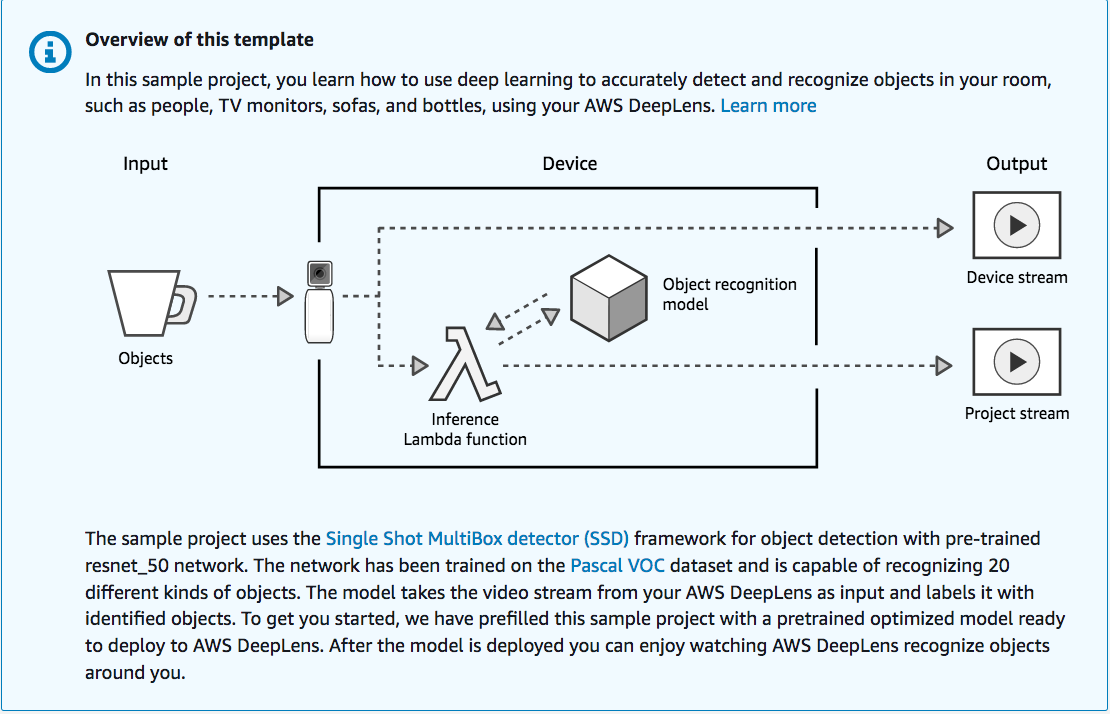 Overview of this template
In this sample project, you learn how to use deep learning to accurately detect and recognize objects in your room,
such as people, TV monitors, sofas, and bottles, using your AWS DeepLens. Learn more
Input
Device
Output
Device stream
Object recognition
model
Objects
Project stream
Inference
Lambda function
The sample project uses the Single Shot MultiBox detector (SSD) framework for object detection with pre-trained
resnet_50 network. The network has been trained on the Pascal VOC dataset and is capable of recognizing 20
different kinds of objects. The model takes the video stream from your AWS DeepLens as input and labels it with
identified objects. To get you started, we have prefilled this sample project with a pretrained optimized model ready
to deploy to AWS DeepLens. After the model is deployed you can enjoy watching AWS DeepLens recognize objects
around you.